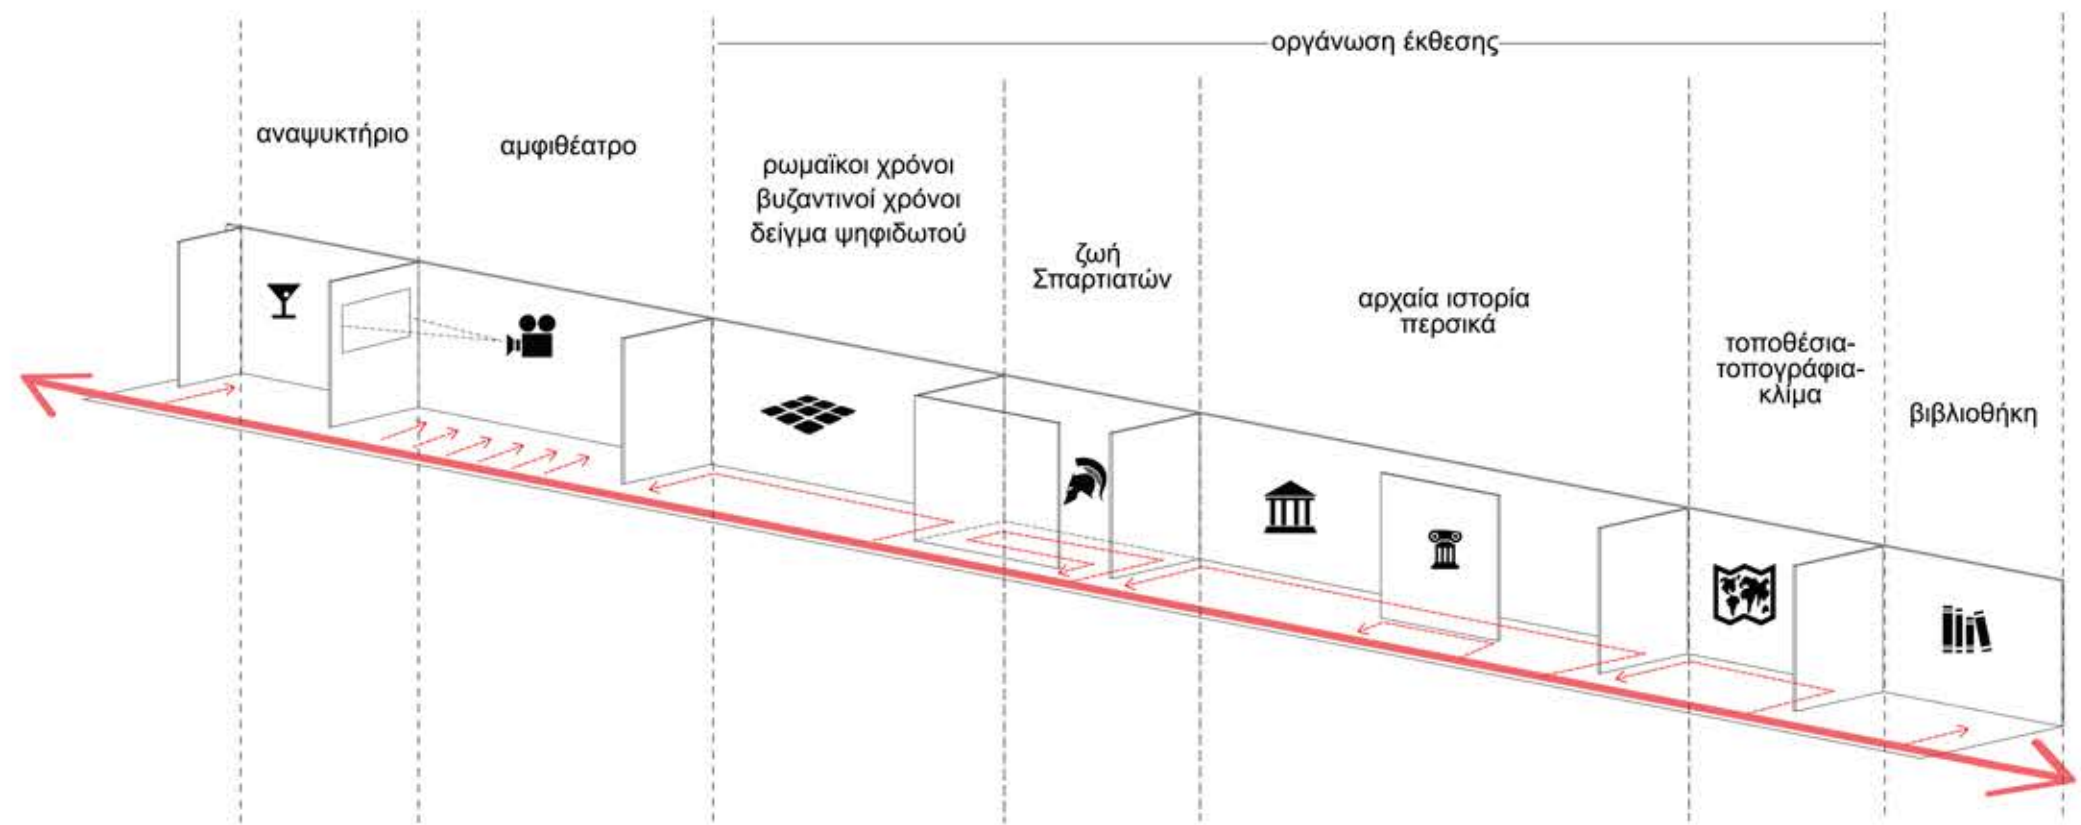 οργάνωση έκθεσης
αναψυκτήριο
αμφιθέατρο
ρωμαϊκοι χρόνοι
βυζαντινοί χρόνοι
δείγμα ψηφιδωτού
ζωή
Σπαρτιατών
αρχαία ιστορία
περσικά
τοποθέσια-
τοπογράφια-
κλίμα
βιβλιοθήκη